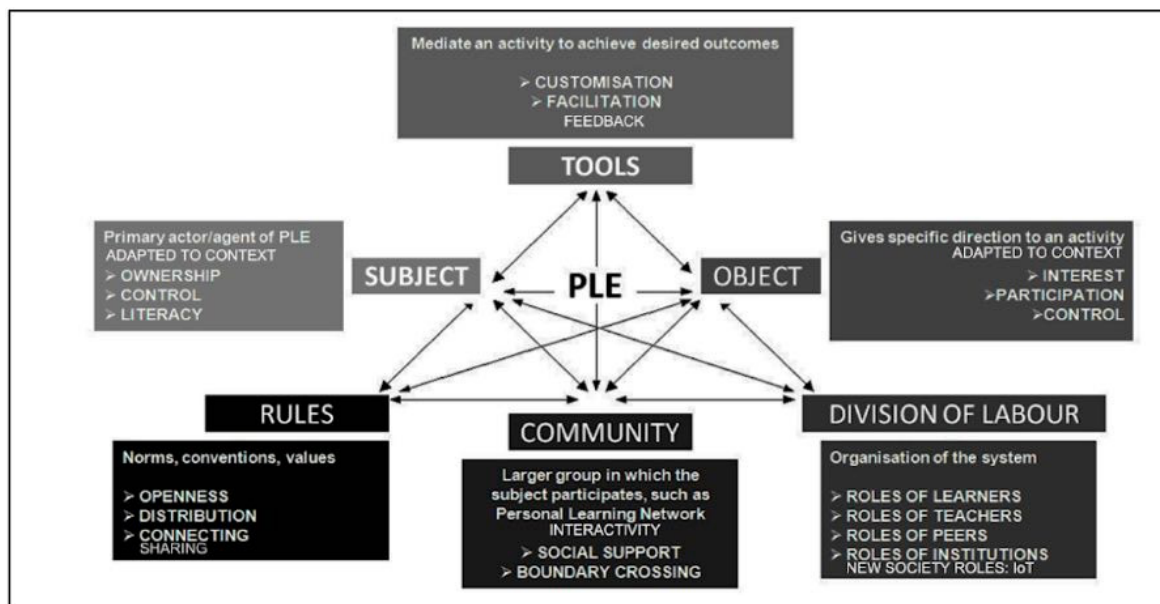 Mediate an activity to achieve desired outcomes
➢ CUSTOMISATION
➢ FACILITATION
FEEDBACK
TOOLS
Primary actor/agent of PLE
ADAPTED TO CONTEXT
➢ OWNERSHIP
➢ CONTROL
➢ LITERACY
SUBJECT
PLE
OBJECT
Gives specific direction to an activity
ADAPTED TO CONTEXT
➢ INTEREST
➢PARTICIPATION
➢CONTROL
RULES
Norms, conventions, values
➢ OPENNESS
➢ DISTRIBUTION
➢ CONNECTING
SHARING
COMMUNITY
Larger group in which the
subject participates, such as
Personal Learning Network
INTERACTIVITY
➢ SOCIAL SUPPORT
➢ BOUNDARY CROSSING
DIVISION OF LABOUR
Organisation of the system
➢ ROLES OF LEARNERS
➢ ROLES OF TEACHERS
➢ ROLES OF PEERS
➢ ROLES OF INSTITUTIONS
NEW SOCIETY ROLES: IoT